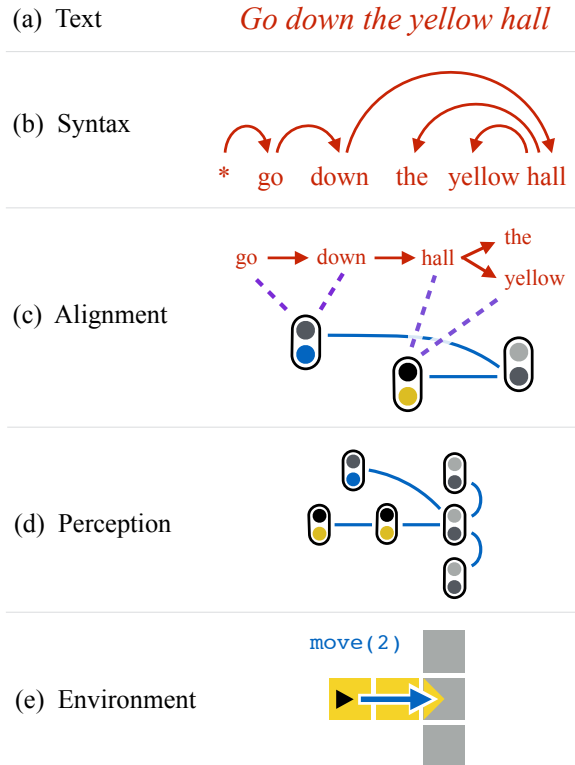 (a) Text Go down the yellow hall
(b) Syntax
* go down the yellow hall
the
go down hall
yellow
(c) Alignment
(d) Perception
move(2)
(e) Environment